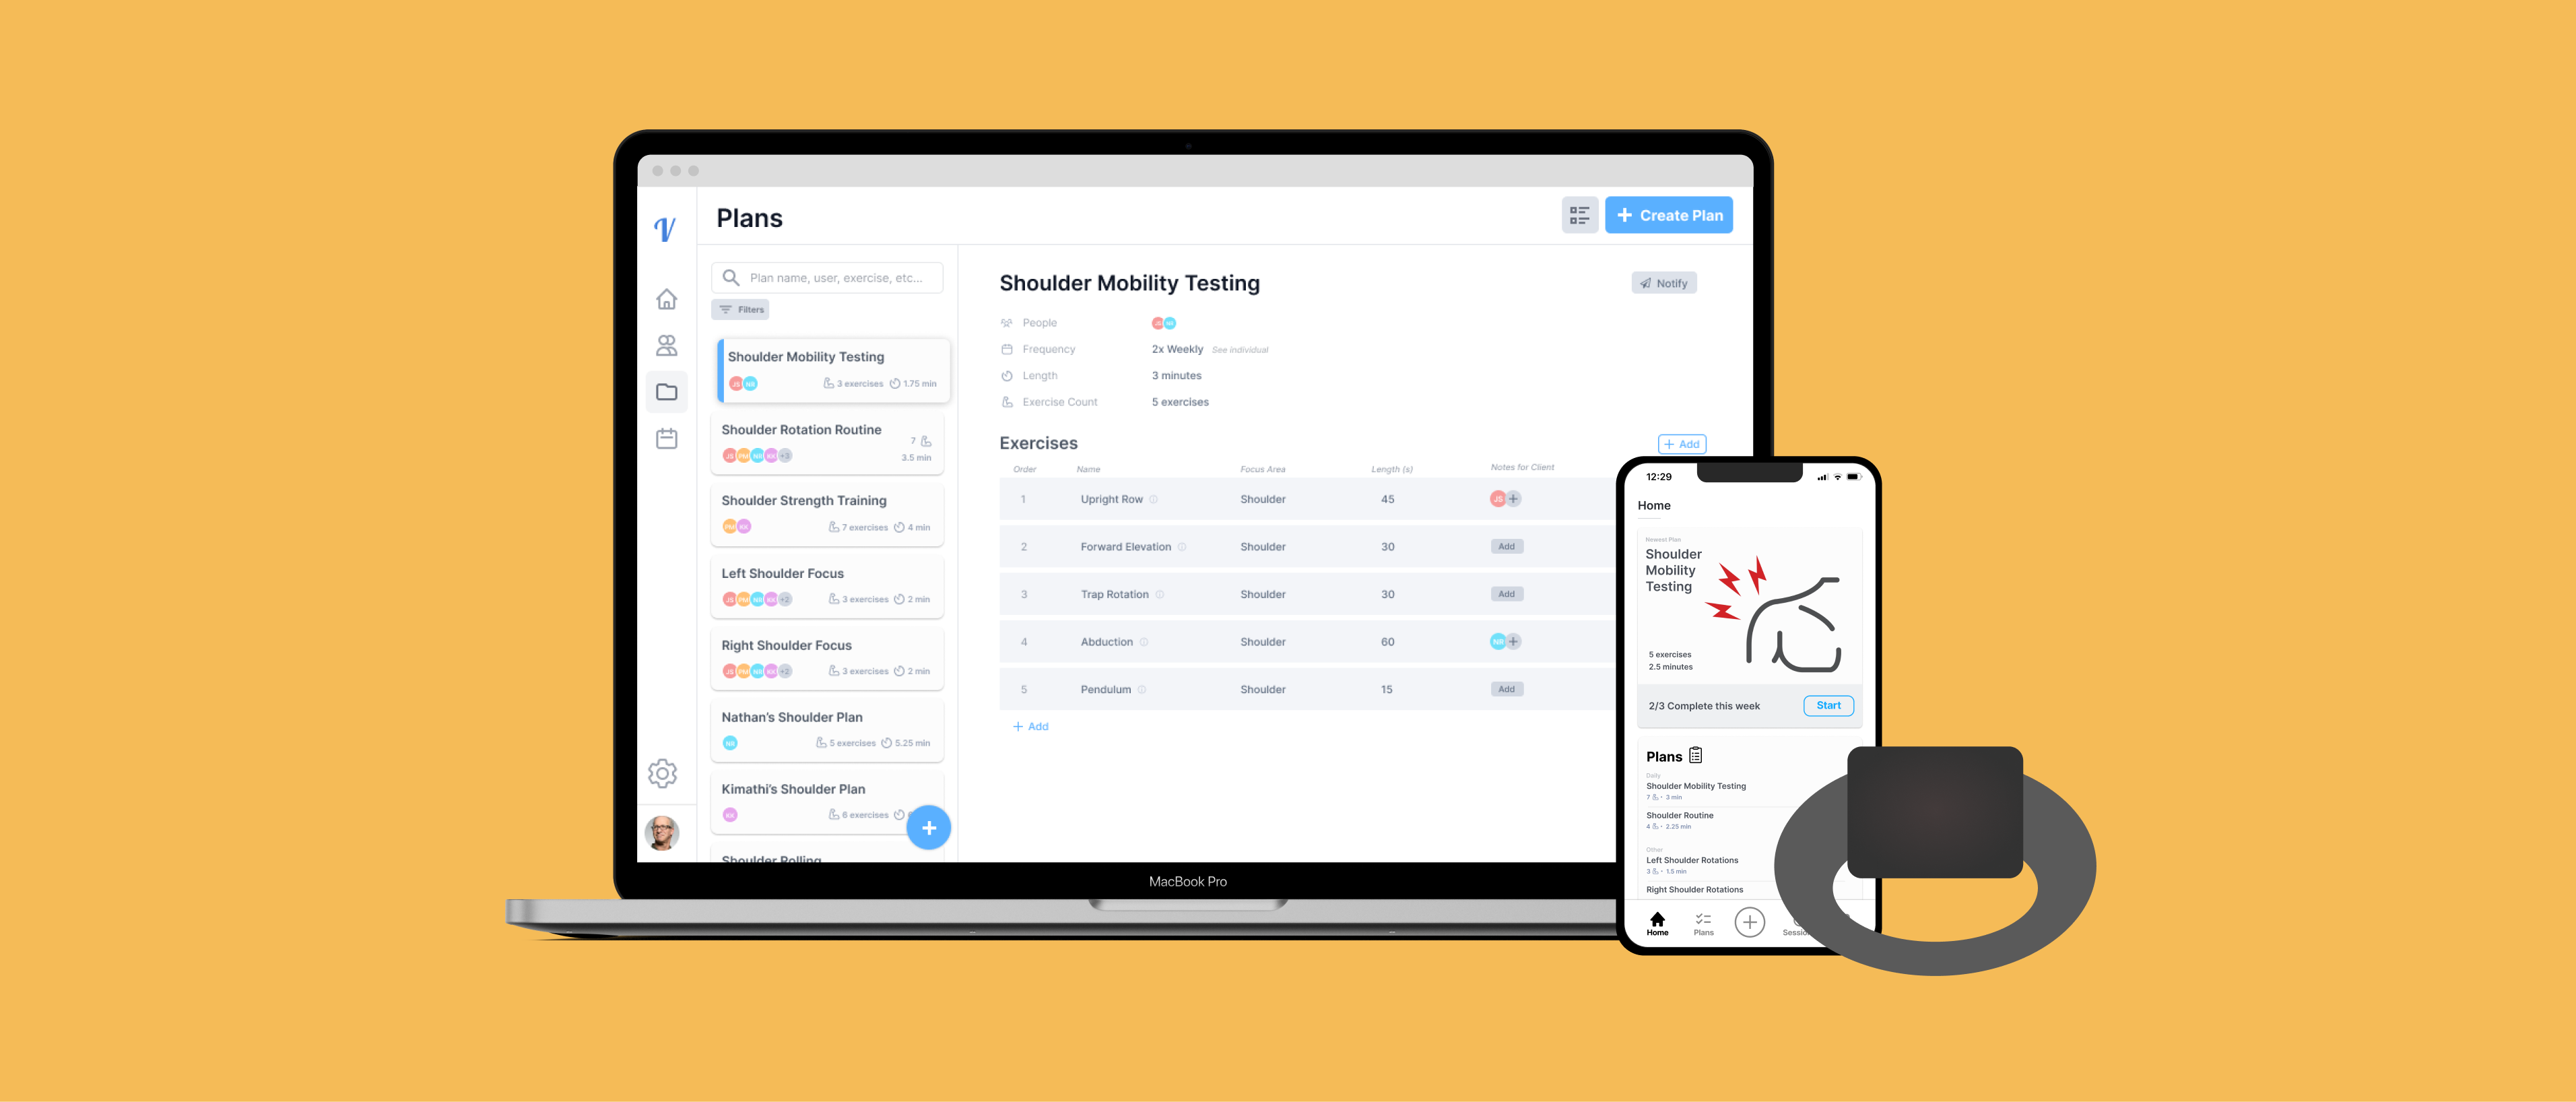 V
Plans
Create Plan
Plan name, user, exercise, etc...
Filters
Shoulder Mobility Testing
JS NR 3 exercises 1.75 min
Shoulder Rotation Routine
7
JS PM NR KK +3
3.5 min
Shoulder Strength Training
PM KK 7 exercises 4 min
Left Shoulder Focus
JS PM NR KK +2 3 exercises 2 min
Right Shoulder Focus
JS PM NR KK +2 3 exercises 2 min
Nathan's Shoulder Plan
NR 5 exercises 5.25 min
Kimathi's Shoulder Plan
KK 6 exercises
Shoulder Rolling
Shoulder Mobility Testing
Notify
People JS NR
Frequency 2x Weekly See individual
Length 3 minutes
Exercise Count 5 exercises
Exercises
+ Add
Order Name Focus Area Length (s) Notes for Client
1 Upright Row Shoulder 45 JS +
2 Forward Elevation Shoulder 30 Add
3 Trap Rotation Shoulder 30 Add
4 Abduction Shoulder 60 NR +
5 Pendulum Shoulder 15 Add
+ Add
MacBook Pro
12:29
Home
Newest Plan
Shoulder
Mobility
Testing
5 exercises
2.5 minutes
2/3 Complete this week
Start
Plans
Daily
Shoulder Mobility Testing
7 · 3 min
Shoulder Routine
4 · 2.25 min
Other
Left Shoulder Rotations
3 · 1.5 min
Right Shoulder Rotations
Home Plans